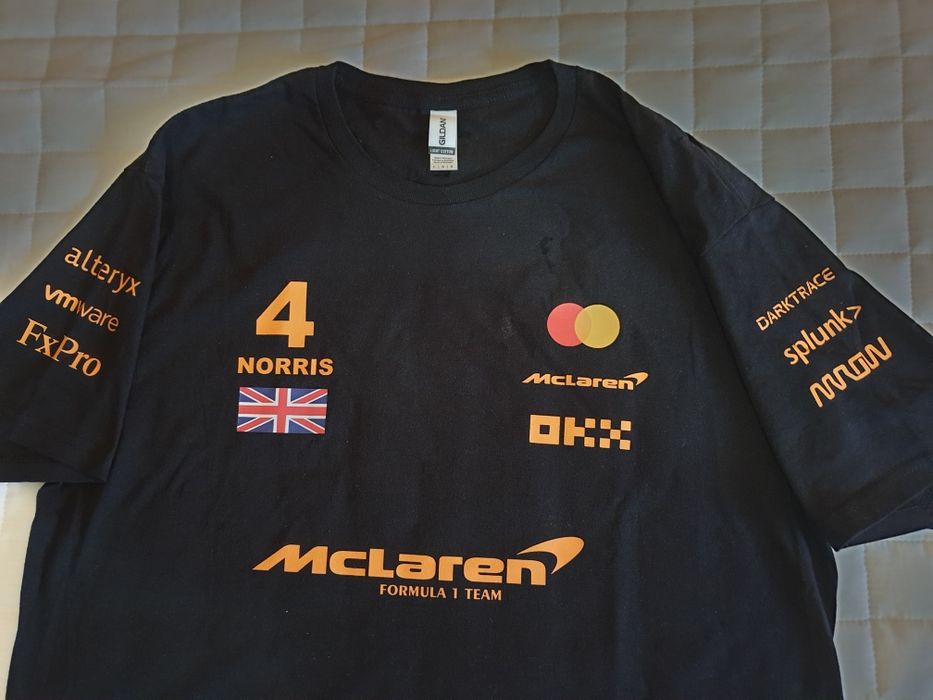 GILDAN
alteryx
vmware
FxPro
4
NORRIS
McLaren
OKX
DARKTRACE
splunk>
McLaren
FORMULA 1 TEAM